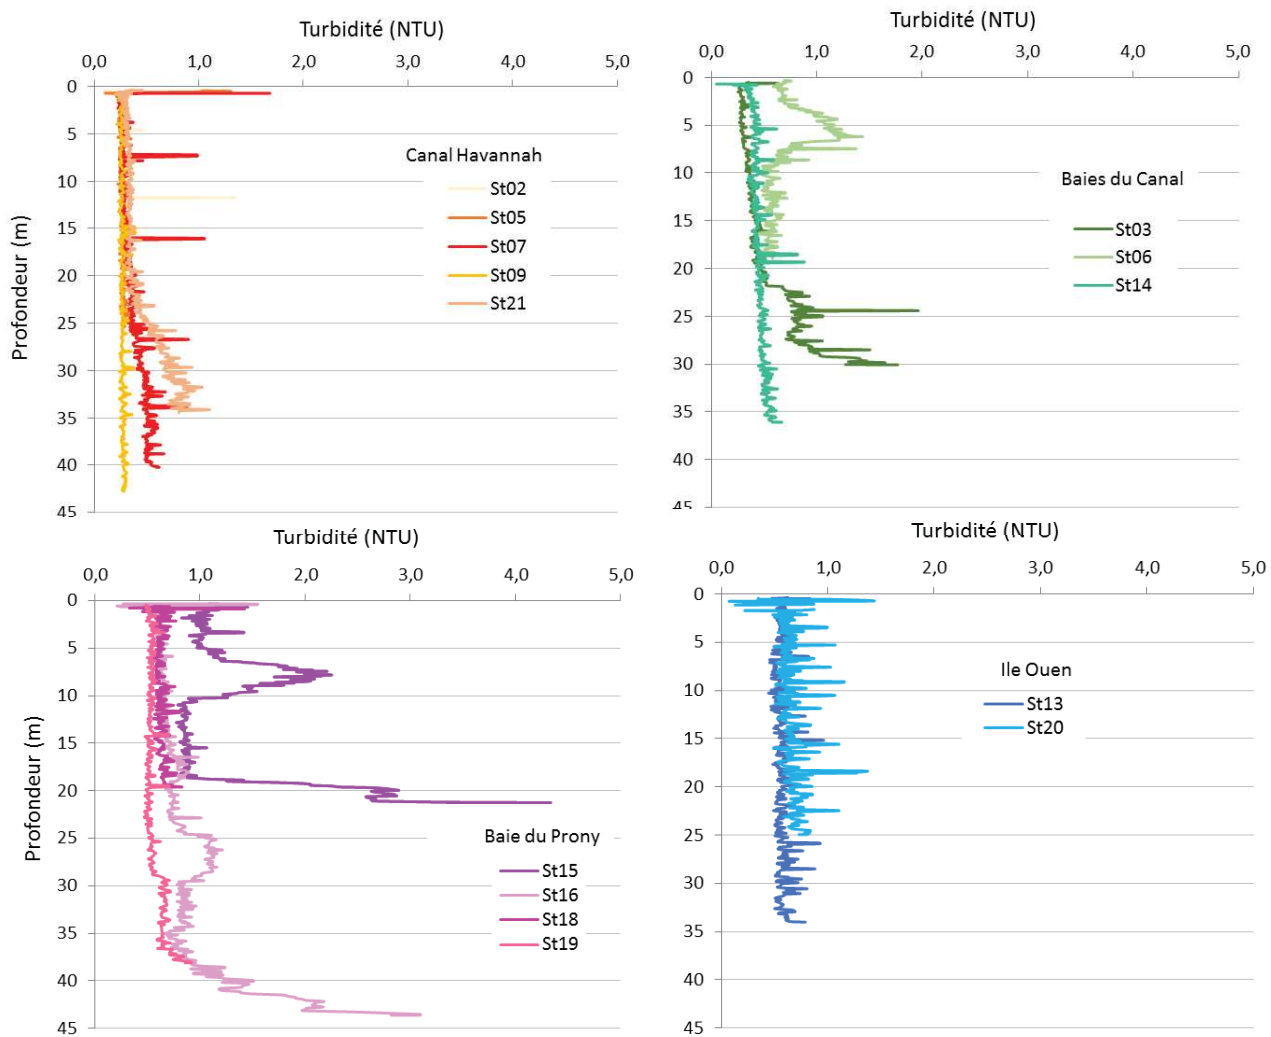 Turbidité (NTU)
0,0 1,0 2,0 3,0 4,0 5,0
0
5
10
15
20
25
30
35
40
45
Profondeur (m)
Canal Havannah
St02
St05
St07
St09
St21
Turbidité (NTU)
0,0 1,0 2,0 3,0 4,0 5,0
0
5
10
15
20
25
30
35
40
45
Baies du Canal
St03
St06
St14
Turbidité (NTU)
0,0 1,0 2,0 3,0 4,0 5,0
0
5
10
15
20
25
30
35
40
45
Profondeur (m)
Baie du Prony
St15
St16
St18
St19
Turbidité (NTU)
0,0 1,0 2,0 3,0 4,0 5,0
0
5
10
15
20
25
30
35
40
45
Ile Ouen
St13
St20